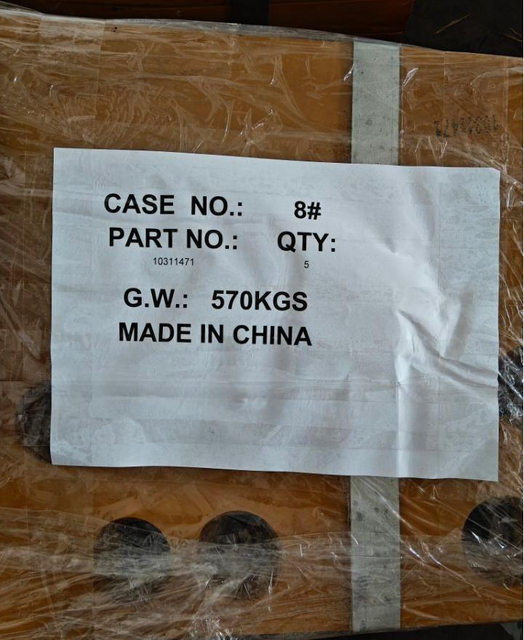 CASE NO.: 8#
PART NO.: QTY:
10311471 5
G.W.: 570KGS
MADE IN CHINA